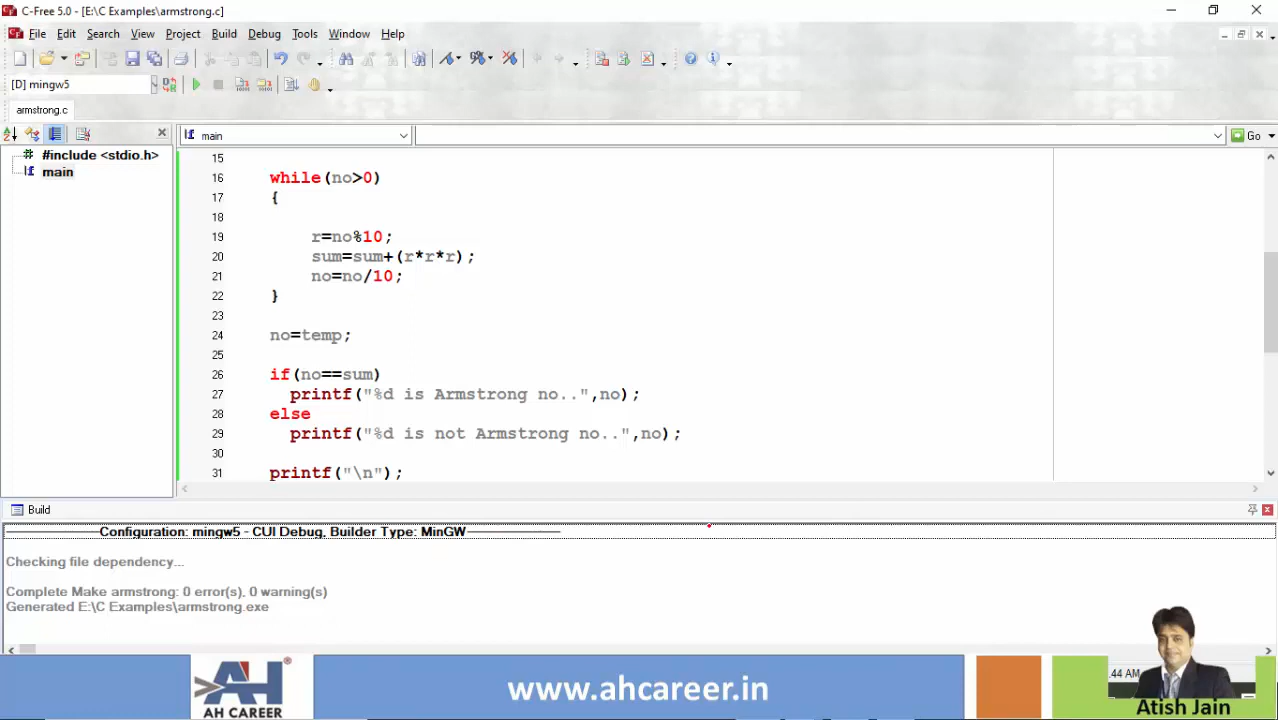 C-Free 5.0 - [E:\C Examples\armstrong.c]
File Edit Search View Project Build Debug Tools Window Help
[D] mingw5
armstrong.c
main
Go
#include <stdio.h>
main
15
16 while(no>0)
17 {
18
19 r=no%10;
20 sum=sum+(r*r*r);
21 no=no/10;
22 }
23
24 no=temp;
25
26 if(no==sum)
27 printf("%d is Armstrong no..",no);
28 else
29 printf("%d is not Armstrong no..",no);
30
31 printf("\n");
Build
Configuration: mingw5 - CUI Debug, Builder Type: MinGW
Checking file dependency...
Complete Make armstrong: 0 error(s), 0 warning(s)
Generated E:\C Examples\armstrong.exe
AH
AH CAREER
www.ahcareer.in
44 AM
Atish Jain